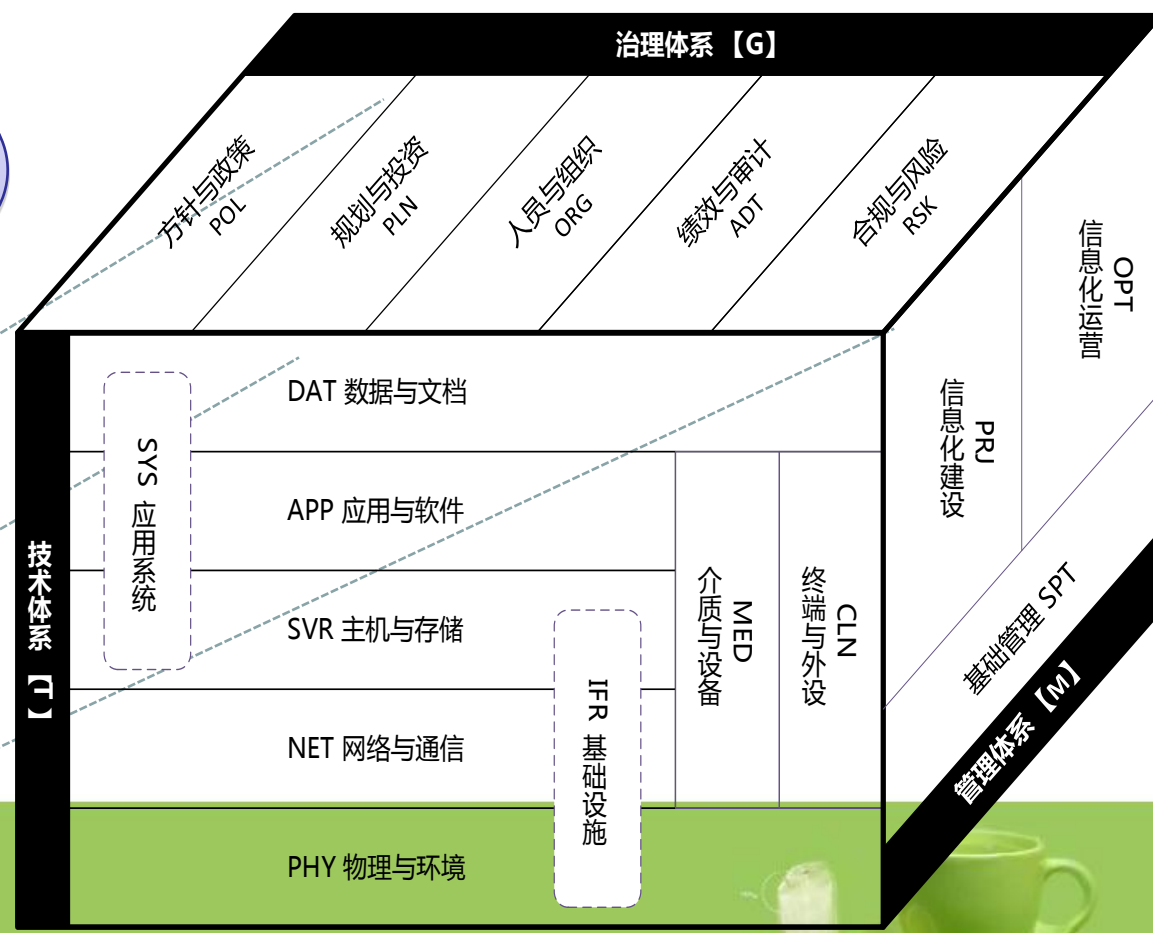 治理体系 【G】
方针与政策
POL
规划与投资
PLN
人员与组织
ORG
绩效与审计
ADT
合规与风险
RSK
技术体系 【T】
SYS 应用系统
DAT 数据与文档
APP 应用与软件
SVR 主机与存储
NET 网络与通信
PHY 物理与环境
IFR 基础设施
MED
介质与设备
CLN
终端与外设
PRJ
信息化建设
OPT
信息化运营
基础管理 SPT
管理体系【M】